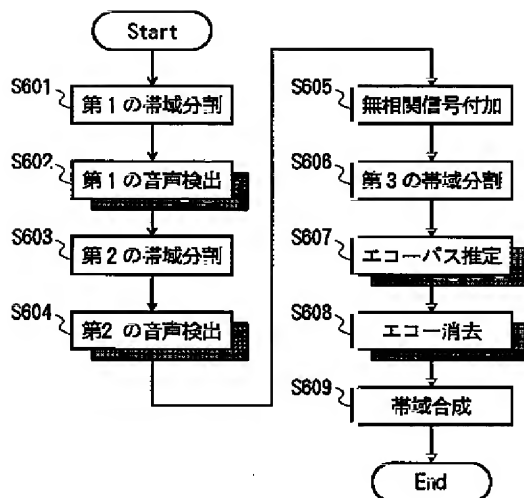 Start
S601
第1の帯域分割
S602
第1の音声検出
S603
第2の帯域分割
S604
第2の音声検出
S605
無相関信号付加
S606
第3の帯域分割
S607
エコーパス推定
S608
エコー消去
S609
帯域合成
End